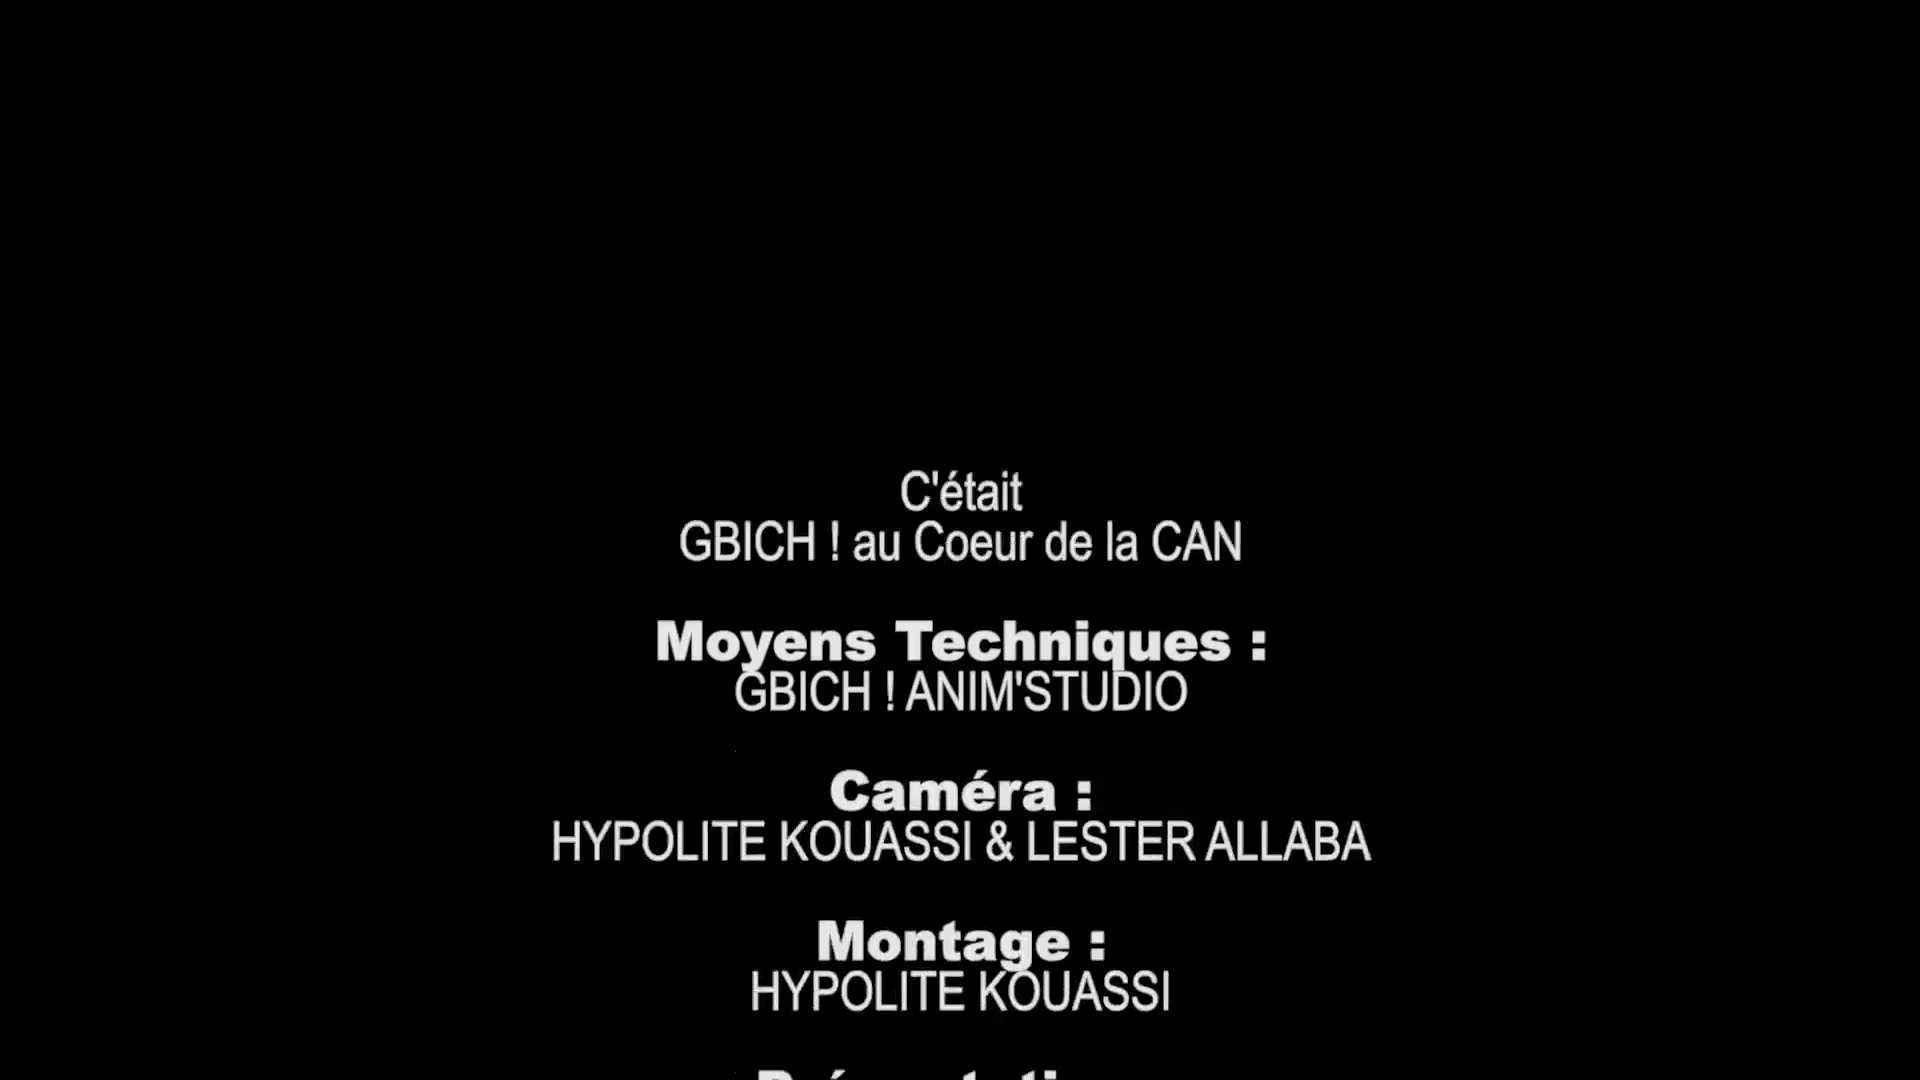 C'était
GBICH ! au Coeur de la CAN
Moyens Techniques :
GBICH ! ANIM'STUDIO
Caméra :
HYPOLITE KOUASSI & LESTER ALLABA
Montage :
HYPOLITE KOUASSI